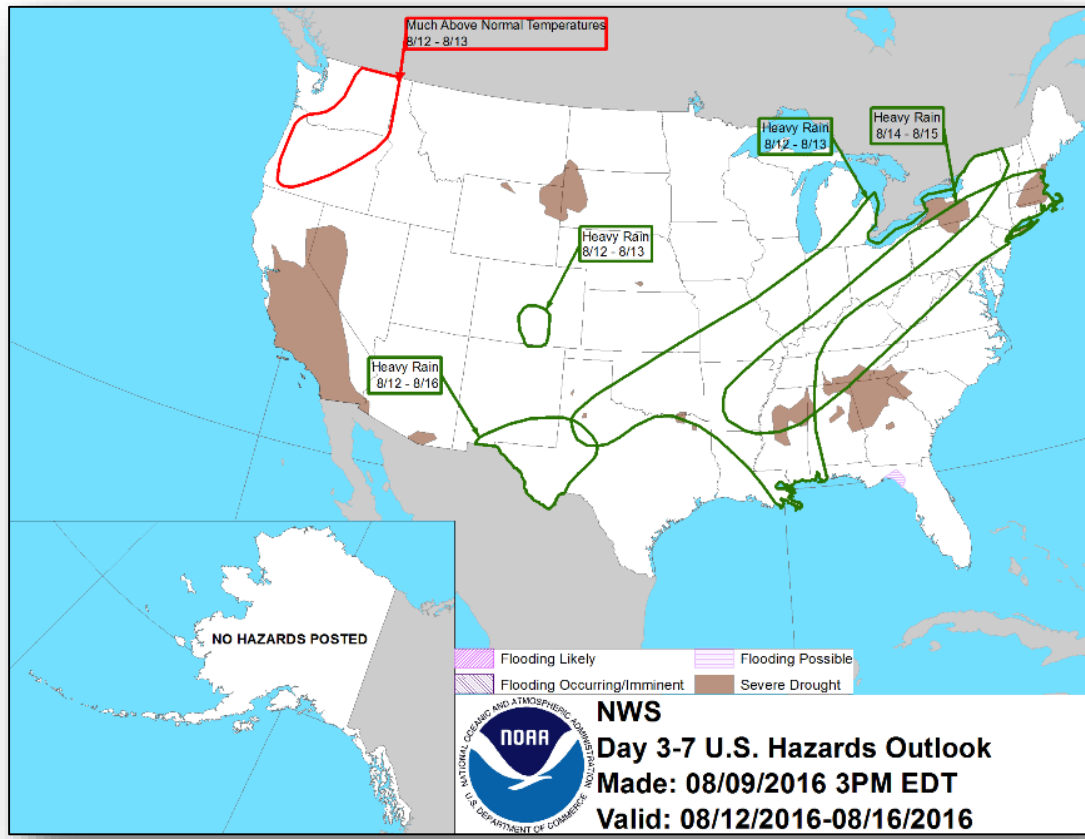 Much Above Normal Temperatures
8/12 - 8/13
Heavy Rain
8/12 - 8/13
Heavy Rain
8/14 - 8/15
Heavy Rain
8/12 - 8/13
Heavy Rain
8/12 - 8/16
NO HAZARDS POSTED
Flooding Likely
Flooding Possible
Flooding Occurring/Imminent
Severe Drought
NATIONAL OCEANIC AND ATMOSPHERIC ADMINISTRATION
NOAA
U.S. DEPARTMENT OF COMMERCE
NWS
Day 3-7 U.S. Hazards Outlook
Made: 08/09/2016 3PM EDT
Valid: 08/12/2016-08/16/2016